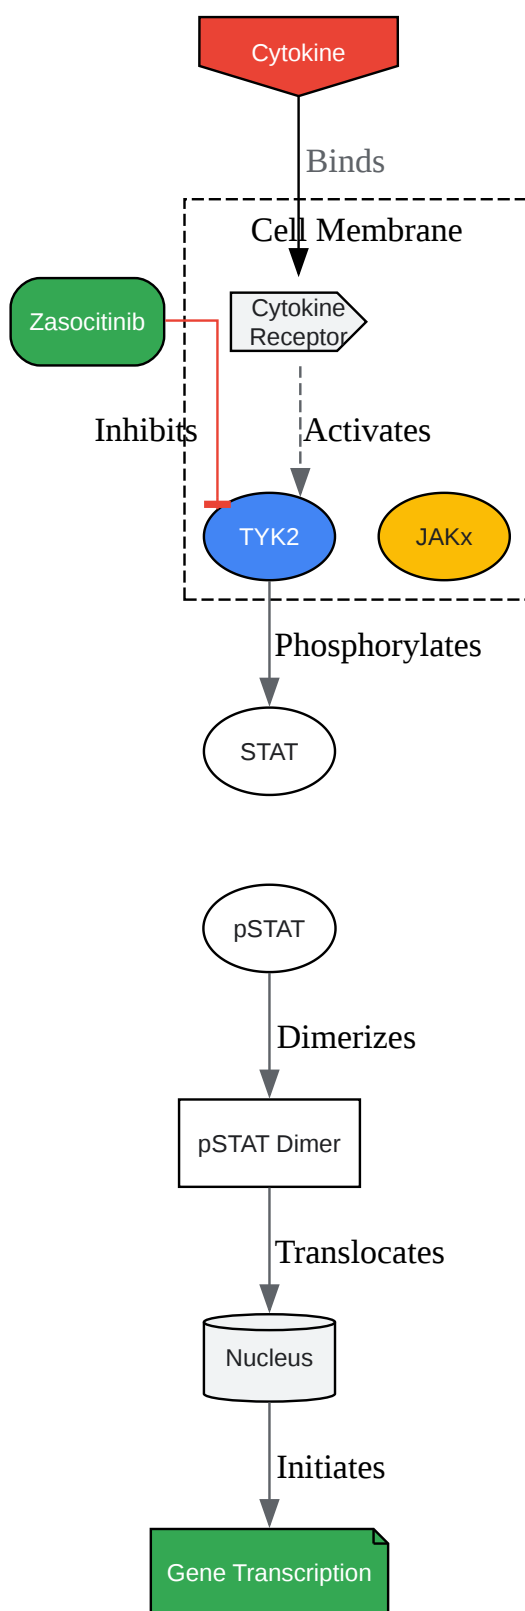 Cytokine
Binds
Cell Membrane
Zasocitinib
Cytokine
Receptor
Inhibits
Activates
TYK2
JAKx
Phosphorylates
STAT
pSTAT
Dimerizes
pSTAT Dimer
Translocates
Nucleus
Initiates
Gene Transcription